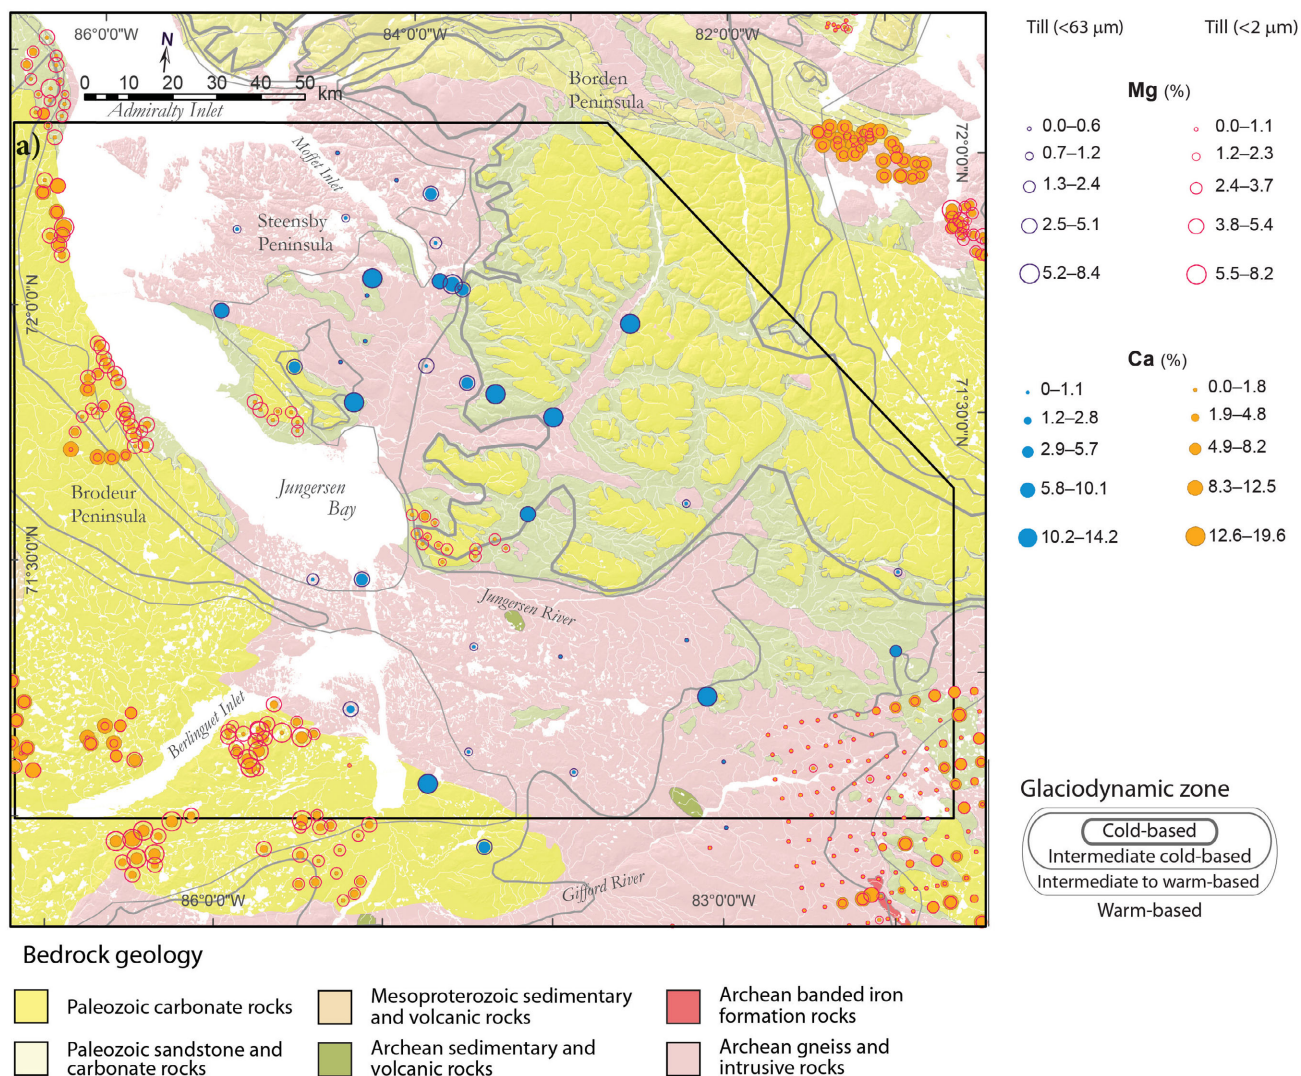 86°0'0"W
84°0'0"W
82°0'0"W
N
0 10 20 30 40 50
km
Admiralty Inlet
Borden
Peninsula
a)
Moffet Inlet
72°0'0"N
Steensby
Peninsula
72°0'0"N
71°30'0"N
Jungersen
Bay
Brodeur
Peninsula
71°30'0"N
Jungersen River
Berlinguet Inlet
Gifford River
86°0'0"W
83°0'0"W
Till (<63 µm)
Till (<2 µm)
Mg (%)
0.0–0.6
0.0–1.1
0.7–1.2
1.2–2.3
1.3–2.4
2.4–3.7
2.5–5.1
3.8–5.4
5.2–8.4
5.5–8.2
Ca (%)
0–1.1
0.0–1.8
1.2–2.8
1.9–4.8
2.9–5.7
4.9–8.2
5.8–10.1
8.3–12.5
10.2–14.2
12.6–19.6
Glaciodynamic zone
Cold-based
Intermediate cold-based
Intermediate to warm-based
Warm-based
Bedrock geology
Paleozoic carbonate rocks
Paleozoic sandstone and
carbonate rocks
Mesoproterozoic sedimentary
and volcanic rocks
Archean sedimentary and
volcanic rocks
Archean banded iron
formation rocks
Archean gneiss and
intrusive rocks